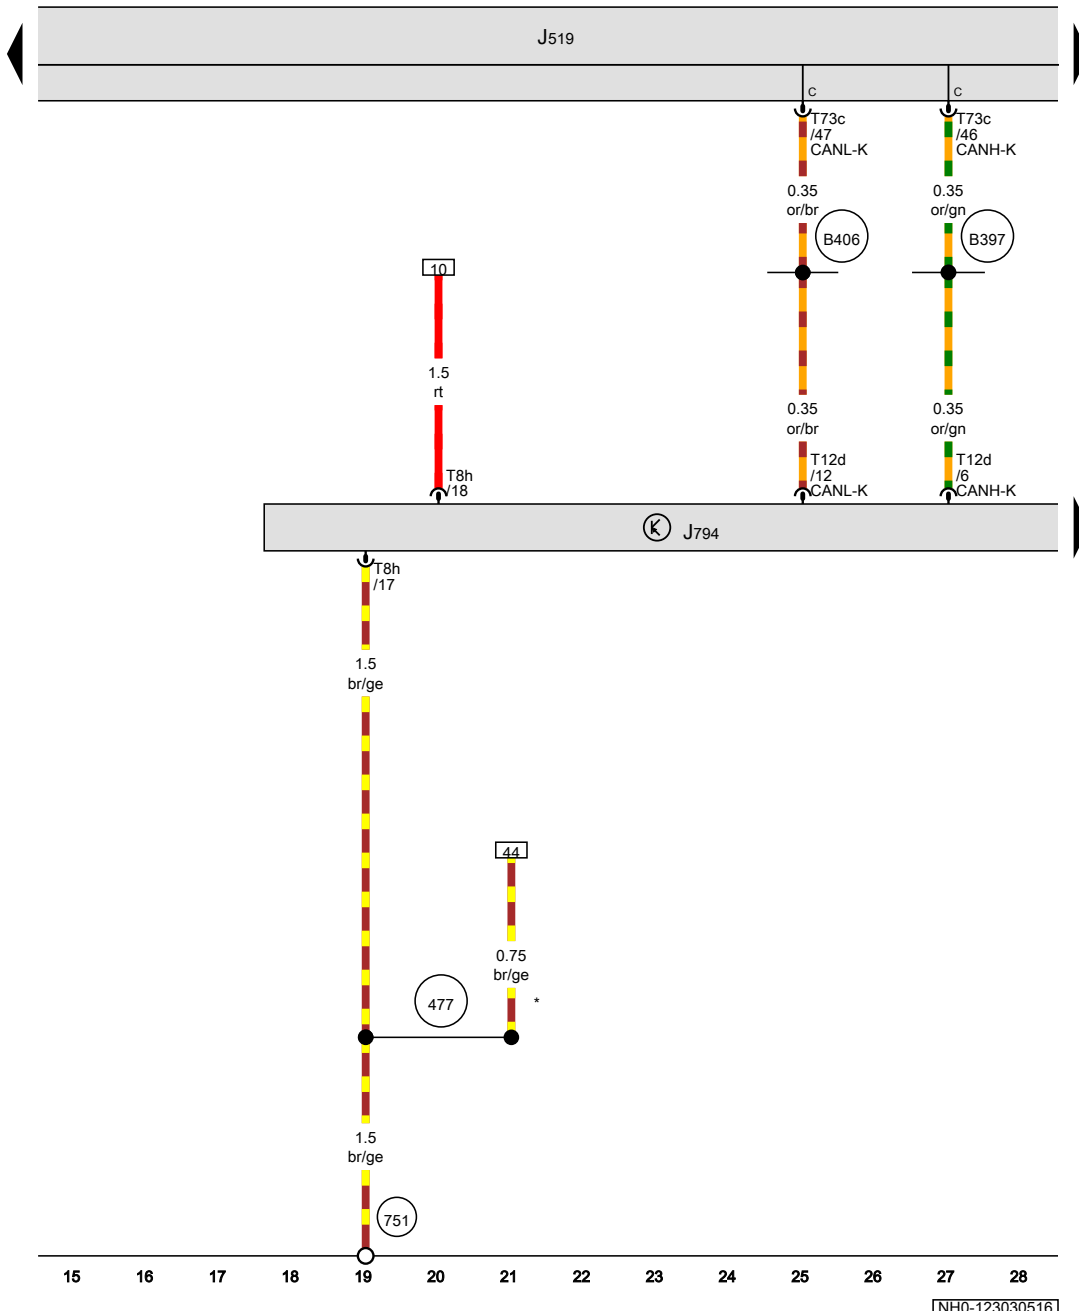 J519
C
C
T73c
/47
CANL-K
T73c
/46
CANH-K
0.35
or/br
0.35
or/gn
B406
B397
10
1.5
rt
0.35
or/br
0.35
or/gn
T8h
/18
T12d
/12
CANL-K
T12d
/6
CANH-K
J794
T8h
/17
1.5
br/ge
44
0.75
br/ge
477
*
1.5
br/ge
751
15 16 17 18 19 20 21 22 23 24 25 26 27 28
NH0-123030516